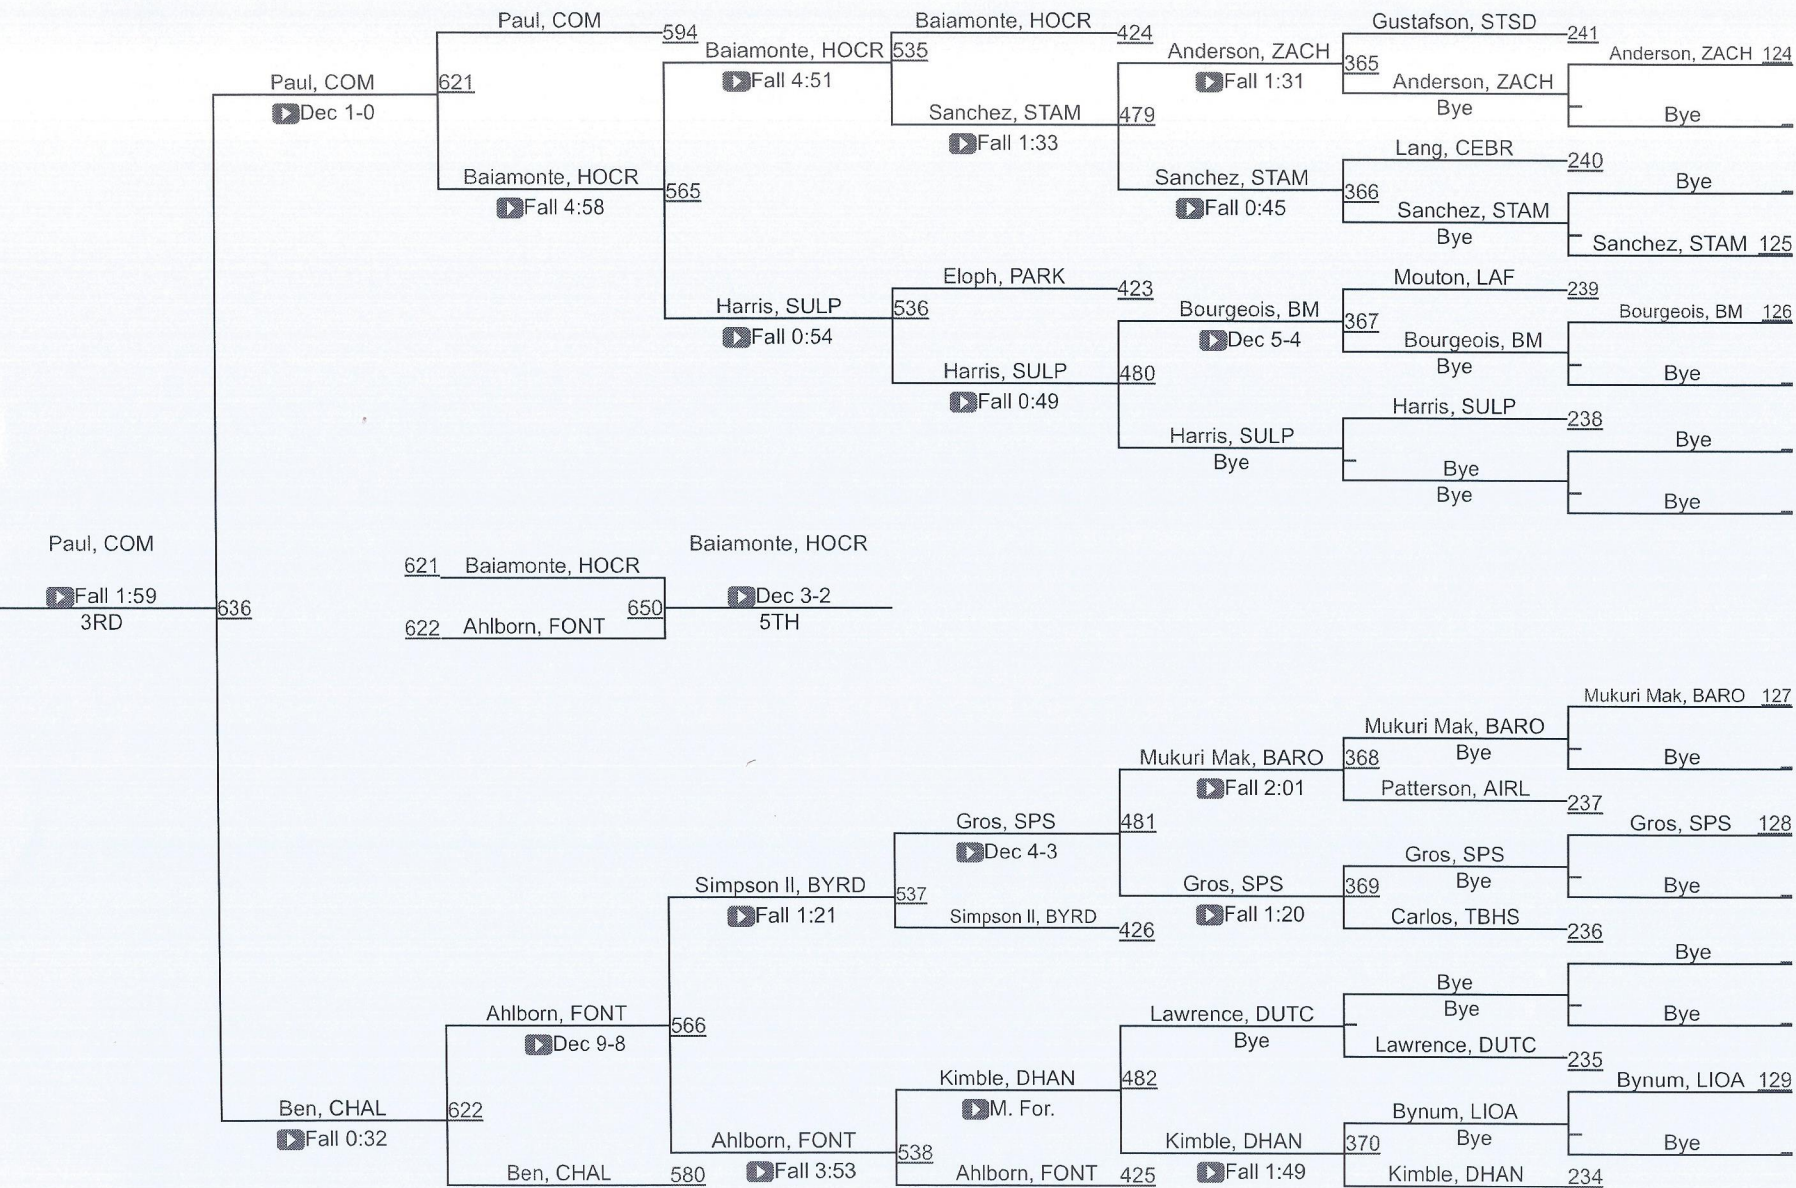 Paul, COM
594
Baiamonte, HOCR
424
Gustafson, STSD
241
Baiamonte, HOCR
535
Anderson, ZACH
Anderson, ZACH 124
Paul, COM
621
Fall 4:51
Fall 1:31
365
Anderson, ZACH
Bye
Dec 1-0
Sanchez, STAM
479
Bye
Fall 1:33
Lang, CEBR
240
Baiamonte, HOCR
565
Sanchez, STAM
366
Bye
Fall 4:58
Fall 0:45
Sanchez, STAM
Bye
Sanchez, STAM 125
Eloph, PARK
423
Mouton, LAF
239
Harris, SULP
536
Bourgeois, BM
367
Bourgeois, BM 126
Fall 0:54
Dec 5-4
Bourgeois, BM
Bye
Harris, SULP
480
Bye
Fall 0:49
Harris, SULP
238
Harris, SULP
Bye
Bye
Bye
Bye
Bye
Paul, COM
Baiamonte, HOCR
621 Baiamonte, HOCR
Fall 1:59
636
650
Dec 3-2
3RD
622 Ahlborn, FONT
5TH
Mukuri Mak, BARO 127
Mukuri Mak, BARO
Bye
Mukuri Mak, BARO
368
Bye
Fall 2:01
Patterson, AIRL
237
Gros, SPS
481
Gros, SPS 128
Dec 4-3
Gros, SPS
Bye
Simpson II, BYRD
537
Gros, SPS
369
Bye
Fall 1:21
Simpson II, BYRD
426
Fall 1:20
Carlos, TBHS
236
Bye
Bye
Bye
Ahlborn, FONT
566
Lawrence, DUTC
Bye
Bye
Dec 9-8
Lawrence, DUTC
235
Kimble, DHAN
482
Bynum, LIOA 129
Ben, CHAL
622
M. For.
Bynum, LIOA
Bye
Fall 0:32
Ahlborn, FONT
538
Kimble, DHAN
370
Bye
Ben, CHAL
580
Fall 3:53
Ahlborn, FONT
425
Fall 1:49
Kimble, DHAN
234